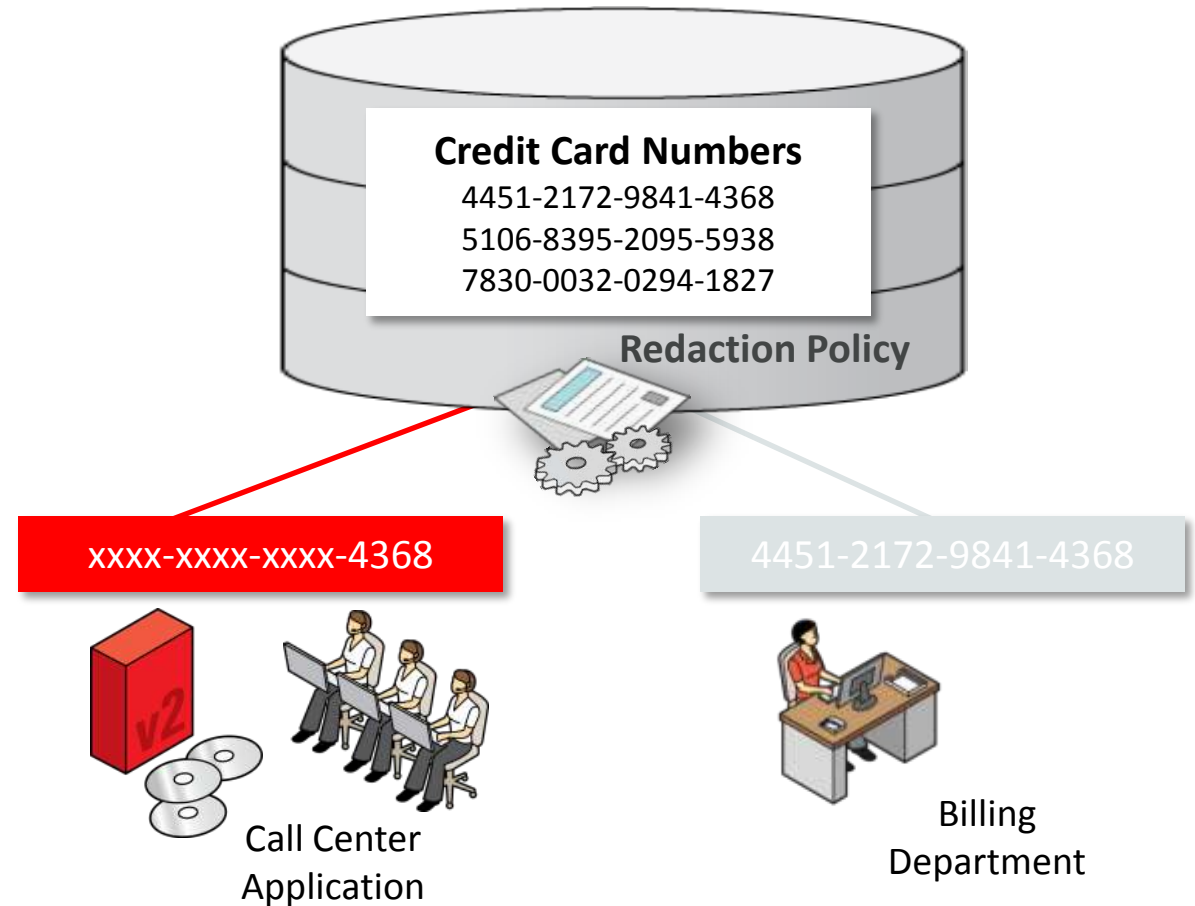 Credit Card Numbers
4451-2172-9841-4368
5106-8395-2095-5938
7830-0032-0294-1827
Redaction Policy
xxxx-xxxx-xxxx-4368
4451-2172-9841-4368
v2
Call Center
Application
Billing
Department